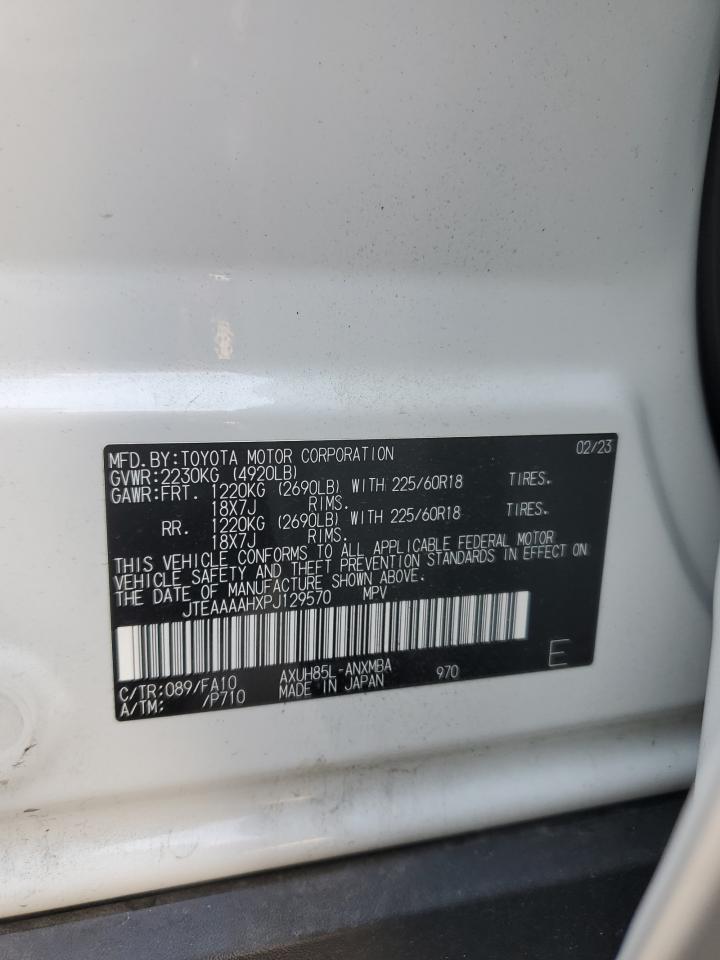 MFD. BY: TOYOTA MOTOR CORPORATION 02/23
GVWR: 2230KG (4920LB)
GAWR: FRT. 1220KG (2690LB) WITH 225/60R18 TIRES.
18X7J RIMS.
RR. 1220KG (2690LB) WITH 225/60R18 TIRES.
18X7J RIMS.
THIS VEHICLE CONFORMS TO ALL APPLICABLE FEDERAL MOTOR
VEHICLE SAFETY AND THEFT PREVENTION STANDARDS IN EFFECT ON
THE DATE OF MANUFACTURE SHOWN ABOVE.
JTEAAAAHXPJ129570 MPV
C/TR: 089/FA10 AXUH85L-ANXMBA 970 E
A/TM: /P710 MADE IN JAPAN